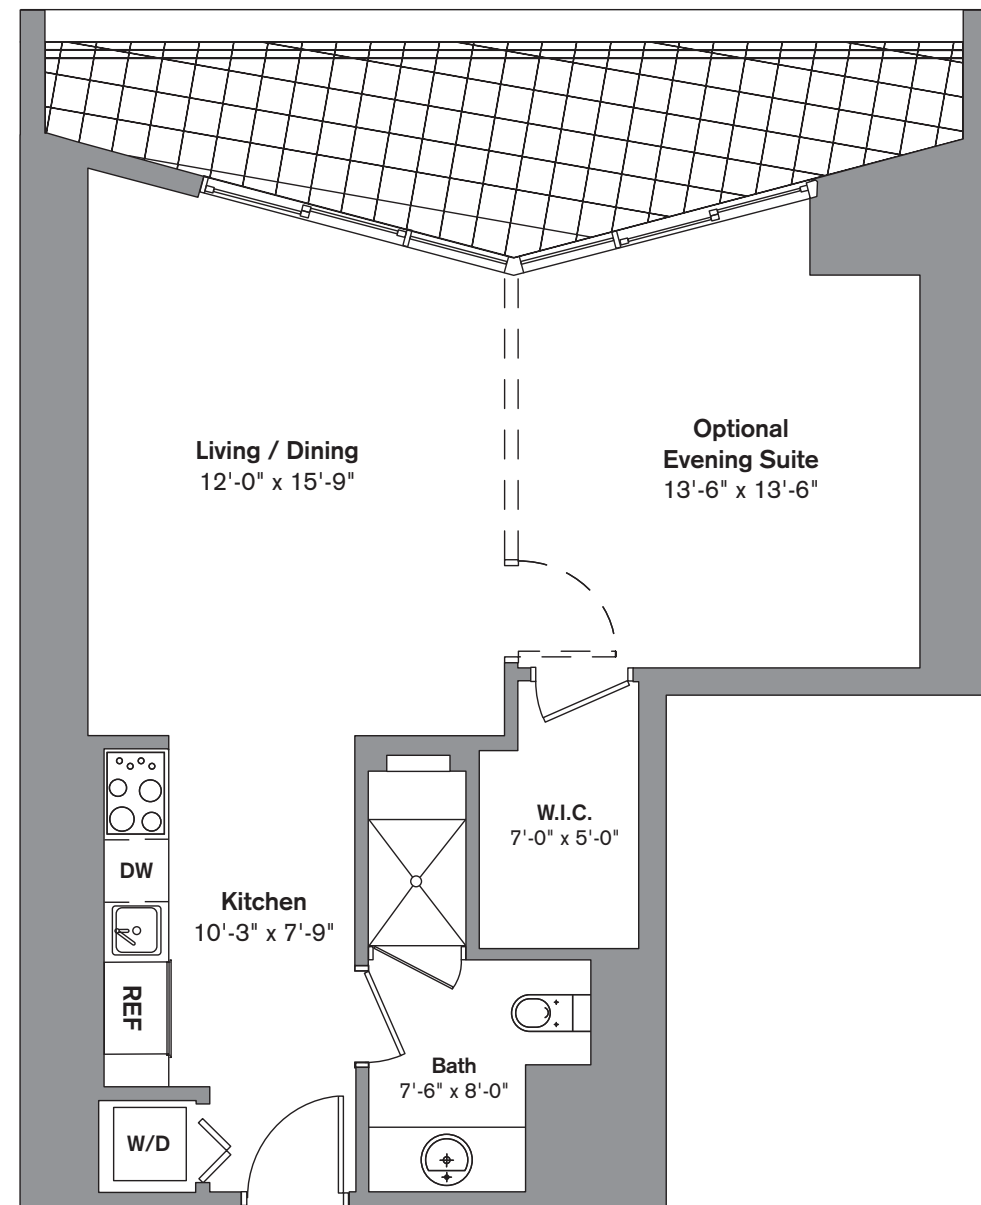 Living / Dining
12'-0" x 15'-9"
Optional
Evening Suite
13'-6" x 13'-6"
W.I.C.
7'-0" x 5'-0"
DW
Kitchen
10'-3" x 7'-9"
REF
Bath
7'-6" x 8'-0"
W/D